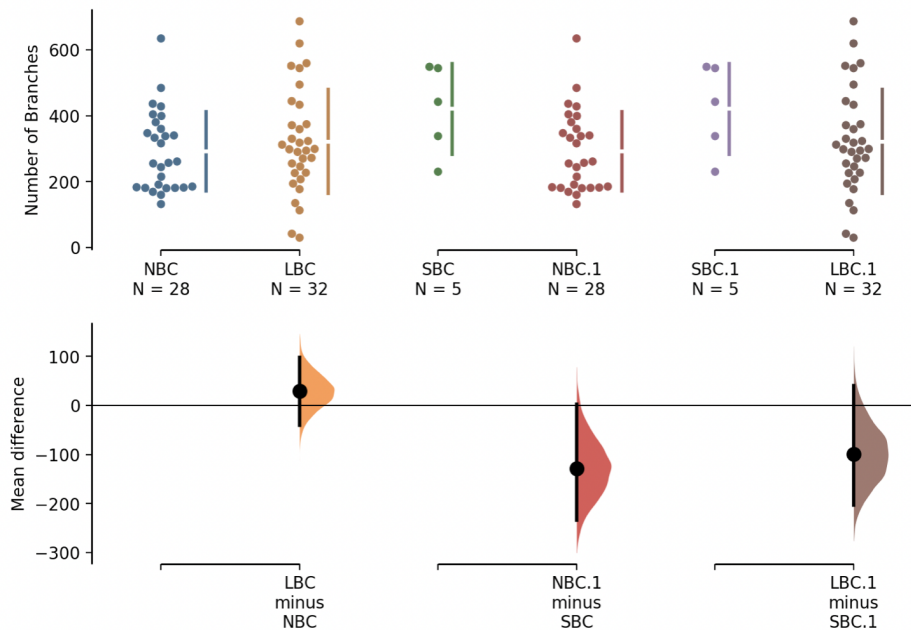 Number of Branches
600
400
200
0
NBC
N = 28
LBC
N = 32
SBC
N = 5
NBC.1
N = 28
SBC.1
N = 5
LBC.1
N = 32
Mean difference
100
0
−100
−200
−300
LBC
minus
NBC
NBC.1
minus
SBC
LBC.1
minus
SBC.1